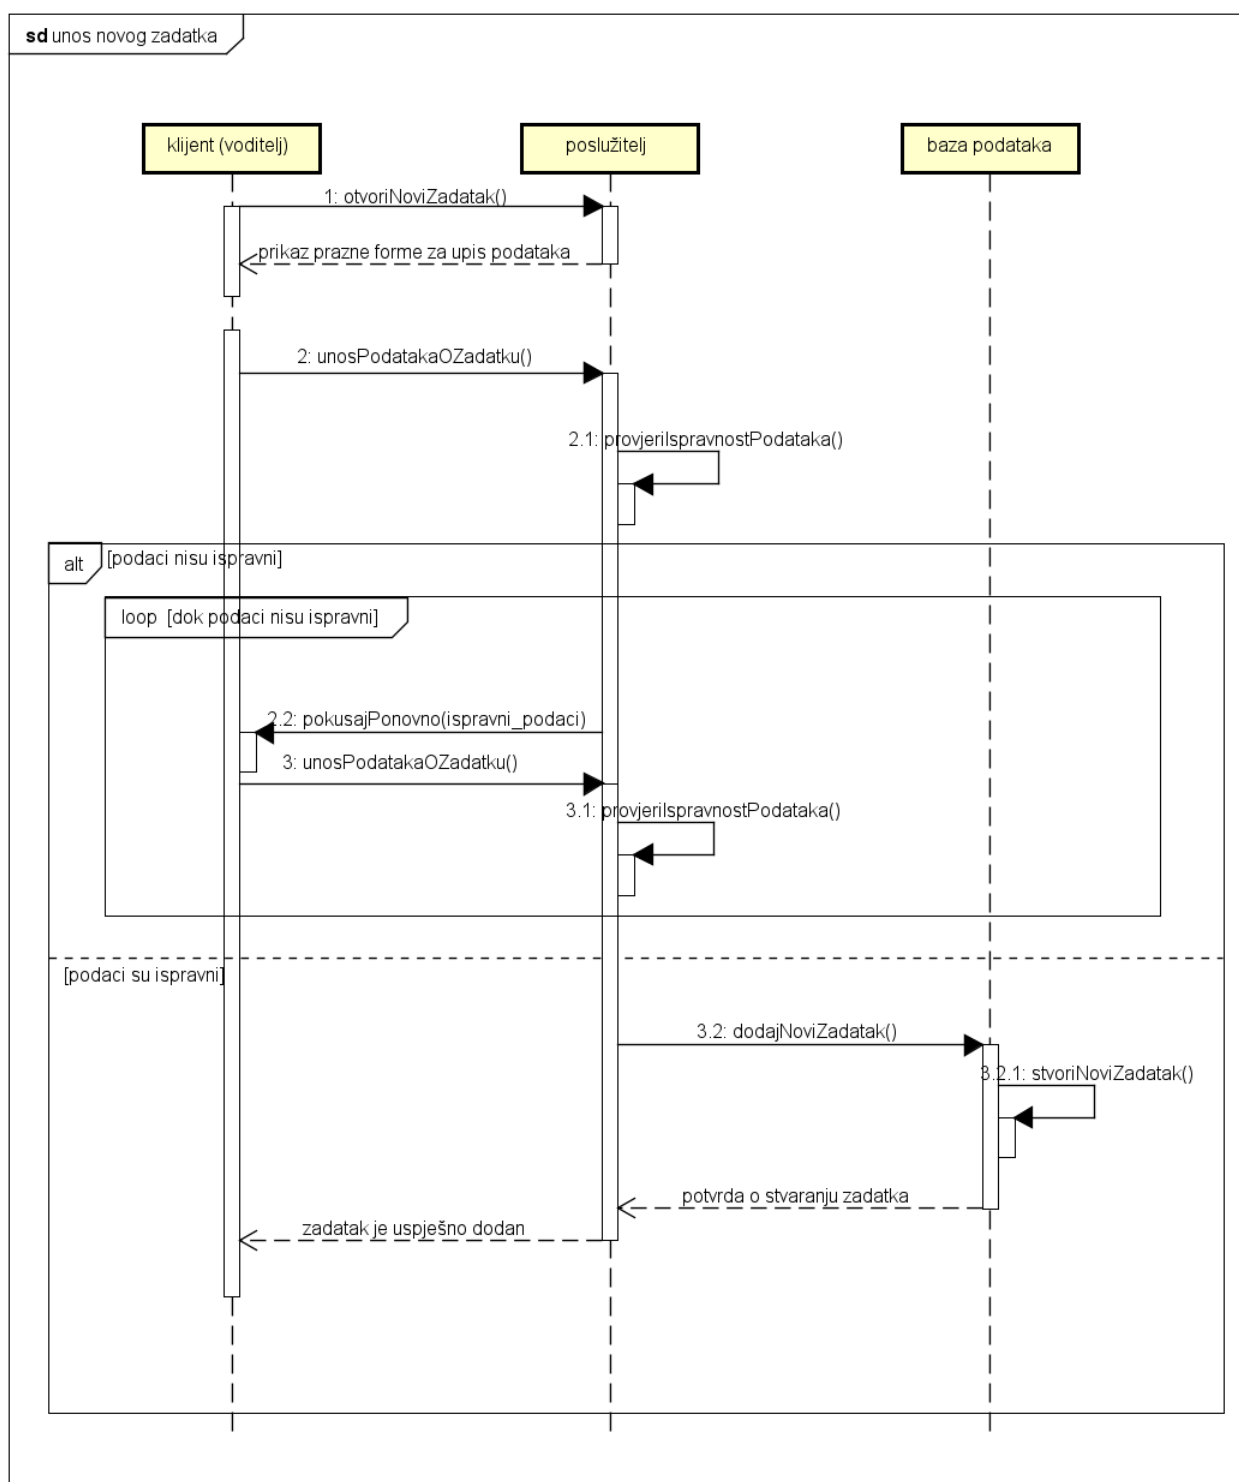 sd unos novog zadatka
klijent (voditelj)
poslužitelj
baza podataka
1: otvoriNoviZadatak()
prikaz prazne forme za upis podataka
2: unosPodatakaOZadatku()
2.1: provjeriIspravnostPodataka()
alt
[podaci nisu ispravni]
loop [dok podaci nisu ispravni]
2.2: pokusajPonovno(ispravni_podaci)
3: unosPodatakaOZadatku()
3.1: provjeriIspravnostPodataka()
[podaci su ispravni]
3.2: dodajNoviZadatak()
3.2.1: stvoriNoviZadatak()
potvrda o stvaranju zadatka
zadatak je uspješno dodan